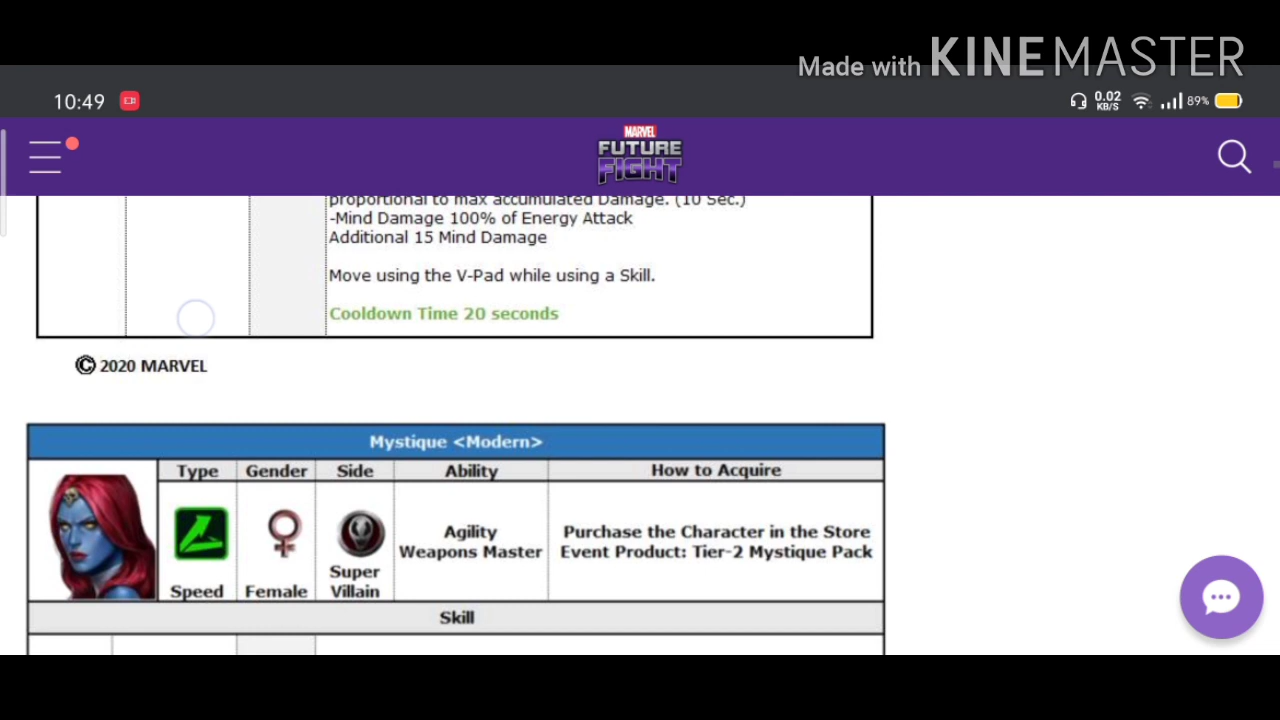 Made with KINEMASTER
10:49
0.02
KB/S
89%
MARVEL
FUTURE
FIGHT
proportional to max accumulated Damage. (10 Sec.)
-Mind Damage 100% of Energy Attack
Additional 15 Mind Damage
Move using the V-Pad while using a Skill.
Cooldown Time 20 seconds
© 2020 MARVEL
Mystique <Modern>
Type Gender Side Ability How to Acquire
Speed Female Super Villain Agility Weapons Master Purchase the Character in the Store Event Product: Tier-2 Mystique Pack
Skill